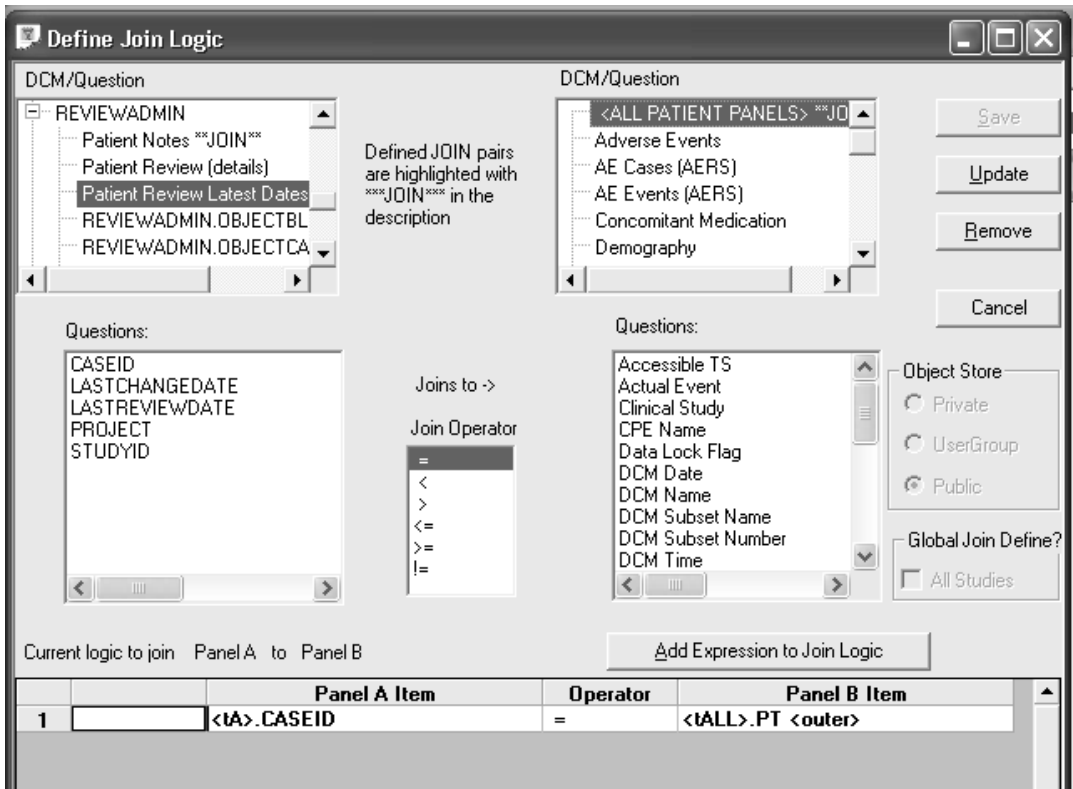 Define Join Logic
DCM/Question
REVIEWADMIN
Patient Notes **JOIN**
Patient Review (details)
Patient Review Latest Dates
REVIEWADMIN.OBJECTBL
REVIEWADMIN.OBJECTCA
Defined JOIN pairs
are highlighted with
***JOIN*** in the
description
DCM/Question
<ALL PATIENT PANELS> **JO
Adverse Events
AE Cases (AERS)
AE Events (AERS)
Concomitant Medication
Demography
Save
Update
Remove
Cancel
Questions:
CASEID
LASTCHANGEDATE
LASTREVIEWDATE
PROJECT
STUDYID
Joins to ->
Join Operator
=
<
>
<=
>=
!=
Questions:
Accessible TS
Actual Event
Clinical Study
CPE Name
Data Lock Flag
DCM Date
DCM Name
DCM Subset Name
DCM Subset Number
DCM Time
Object Store
Private
UserGroup
Public
Global Join Define?
All Studies
Current logic to join Panel A to Panel B
Add Expression to Join Logic
Panel A Item Operator Panel B Item
1 <tA>.CASEID = <tALL>.PT <outer>